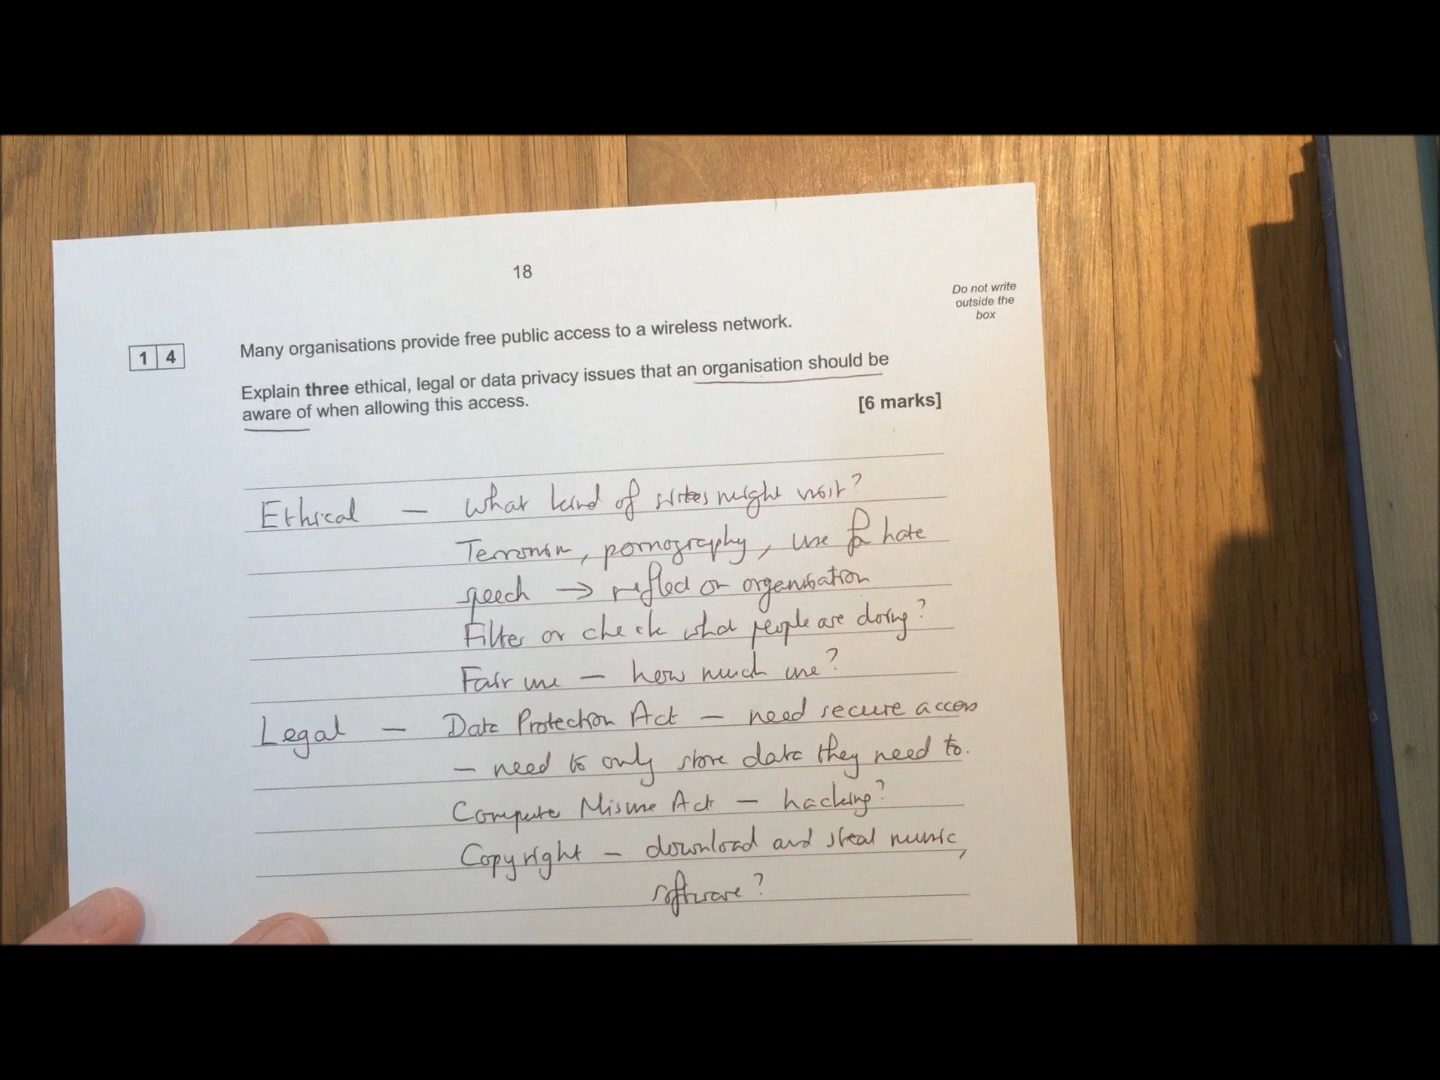 18
Do not write
outside the
box
1 4
Many organisations provide free public access to a wireless network.
Explain three ethical, legal or data privacy issues that an organisation should be
aware of when allowing this access.
[6 marks]
Ethical — What kind of sites might visit?
Terrorism, pornography, use for hate
speech → reflect on organisation
Filter or check what people are doing?
Fair use — how much use?
Legal — Data Protection Act — need secure access
— need to only store data they need to.
Computer Misuse Act — hacking?
Copyright — download and steal music,
software?